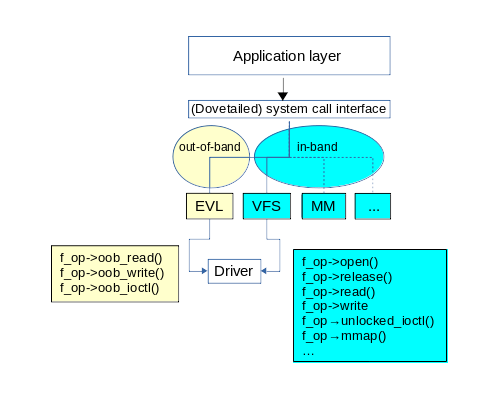 Application layer
(Dovetailed) system call interface
out-of-band
in-band
EVL
VFS
MM
...
f_op->oob_read()
f_op->oob_write()
f_op->oob_ioctl()
Driver
f_op->open()
f_op->release()
f_op->read()
f_op->write
f_op→unlocked_ioctl()
f_op→mmap()
...